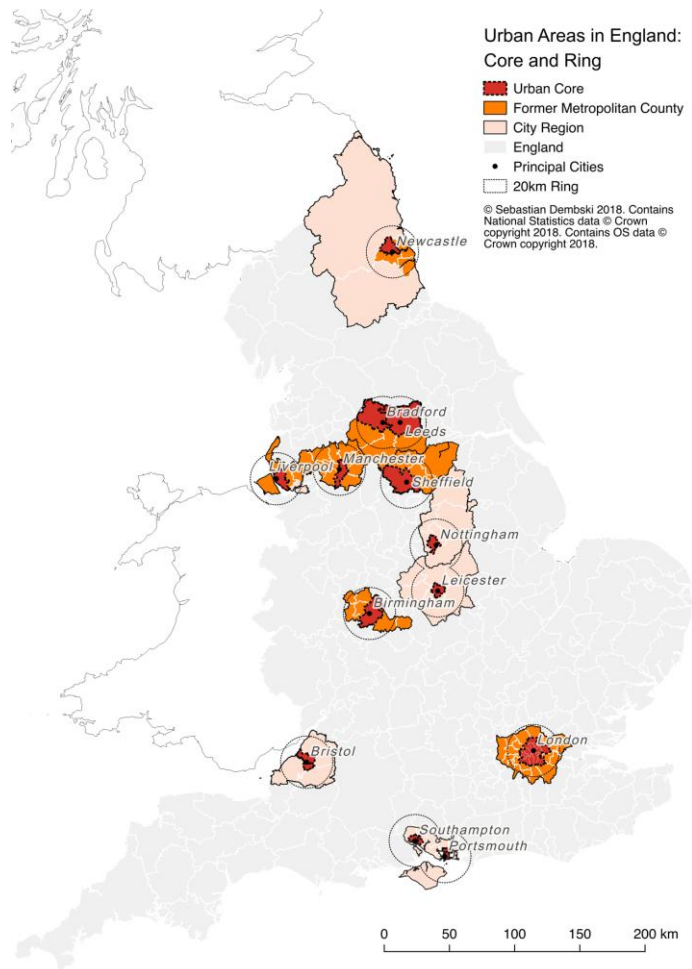 Urban Areas in England:
Core and Ring
Urban Core
Former Metropolitan County
City Region
England
Principal Cities
20km Ring
© Sebastian Dembski 2018. Contains
National Statistics data © Crown
copyright 2018. Contains OS data ©
Crown copyright 2018.
Newcastle
Bradford
Leeds
Liverpool
Manchester
Sheffield
Nottingham
Leicester
Birmingham
London
Bristol
Southampton
Portsmouth
0 50 100 150 200 km